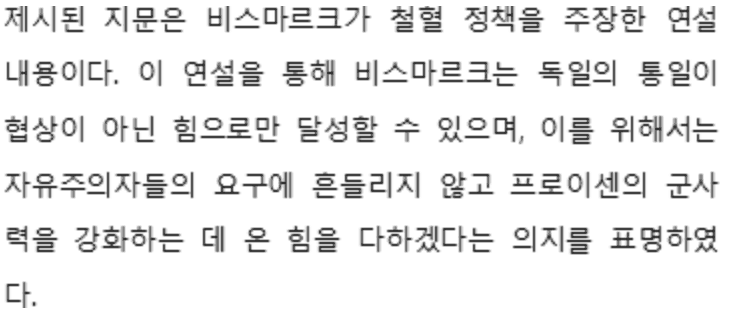 제시된 지문은 비스마르크가 철혈 정책을 주장한 연설
내용이다. 이 연설을 통해 비스마르크는 독일의 통일이
협상이 아닌 힘으로만 달성할 수 있으며, 이를 위해서는
자유주의자들의 요구에 흔들리지 않고 프로이센의 군사
력을 강화하는 데 온 힘을 다하겠다는 의지를 표명하였
다.